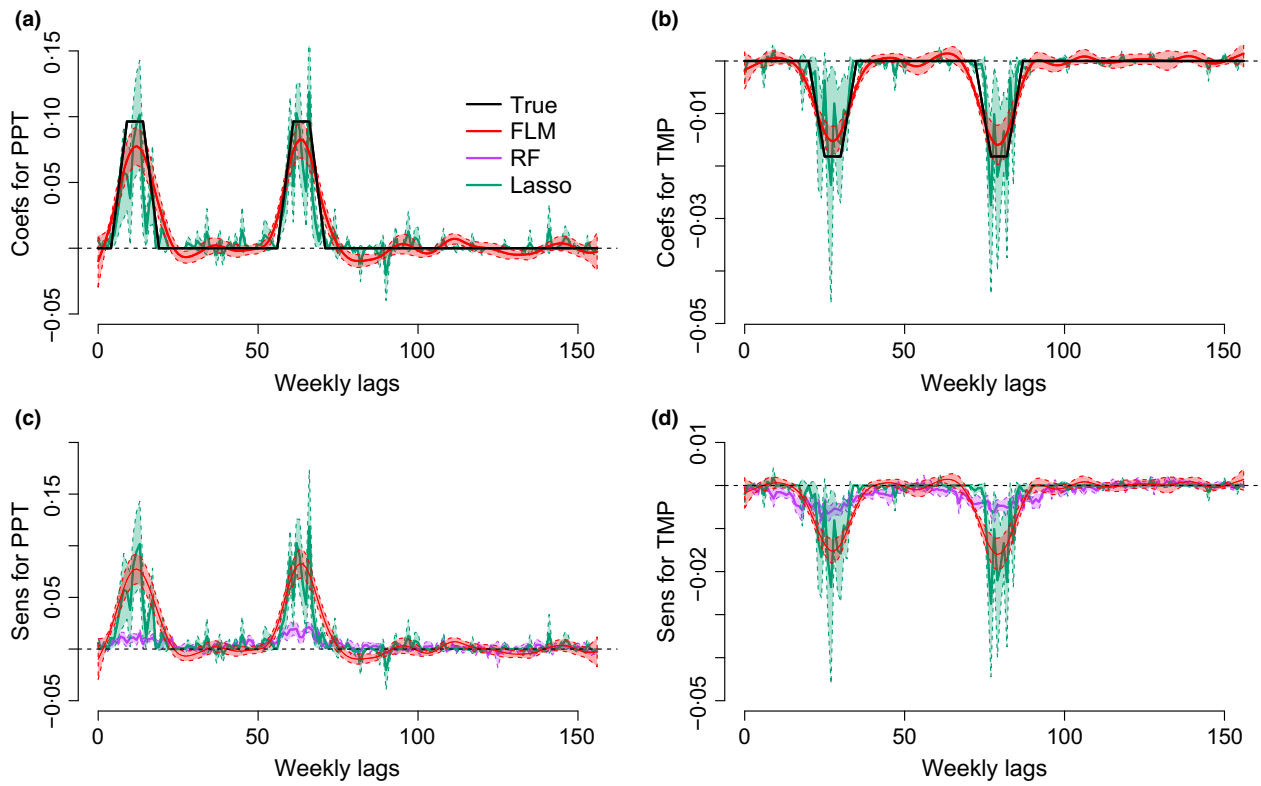 (a)
Coefs for PPT
0·15
0·10
0·05
−0·05
True
FLM
RF
Lasso
0
50
100
150
Weekly lags
(b)
Coefs for TMP
−0·01
−0·03
−0·05
0
50
100
150
Weekly lags
(c)
Sens for PPT
0·15
0·05
−0·05
0
50
100
150
Weekly lags
(d)
Sens for TMP
0·01
−0·02
−0·05
0
50
100
150
Weekly lags